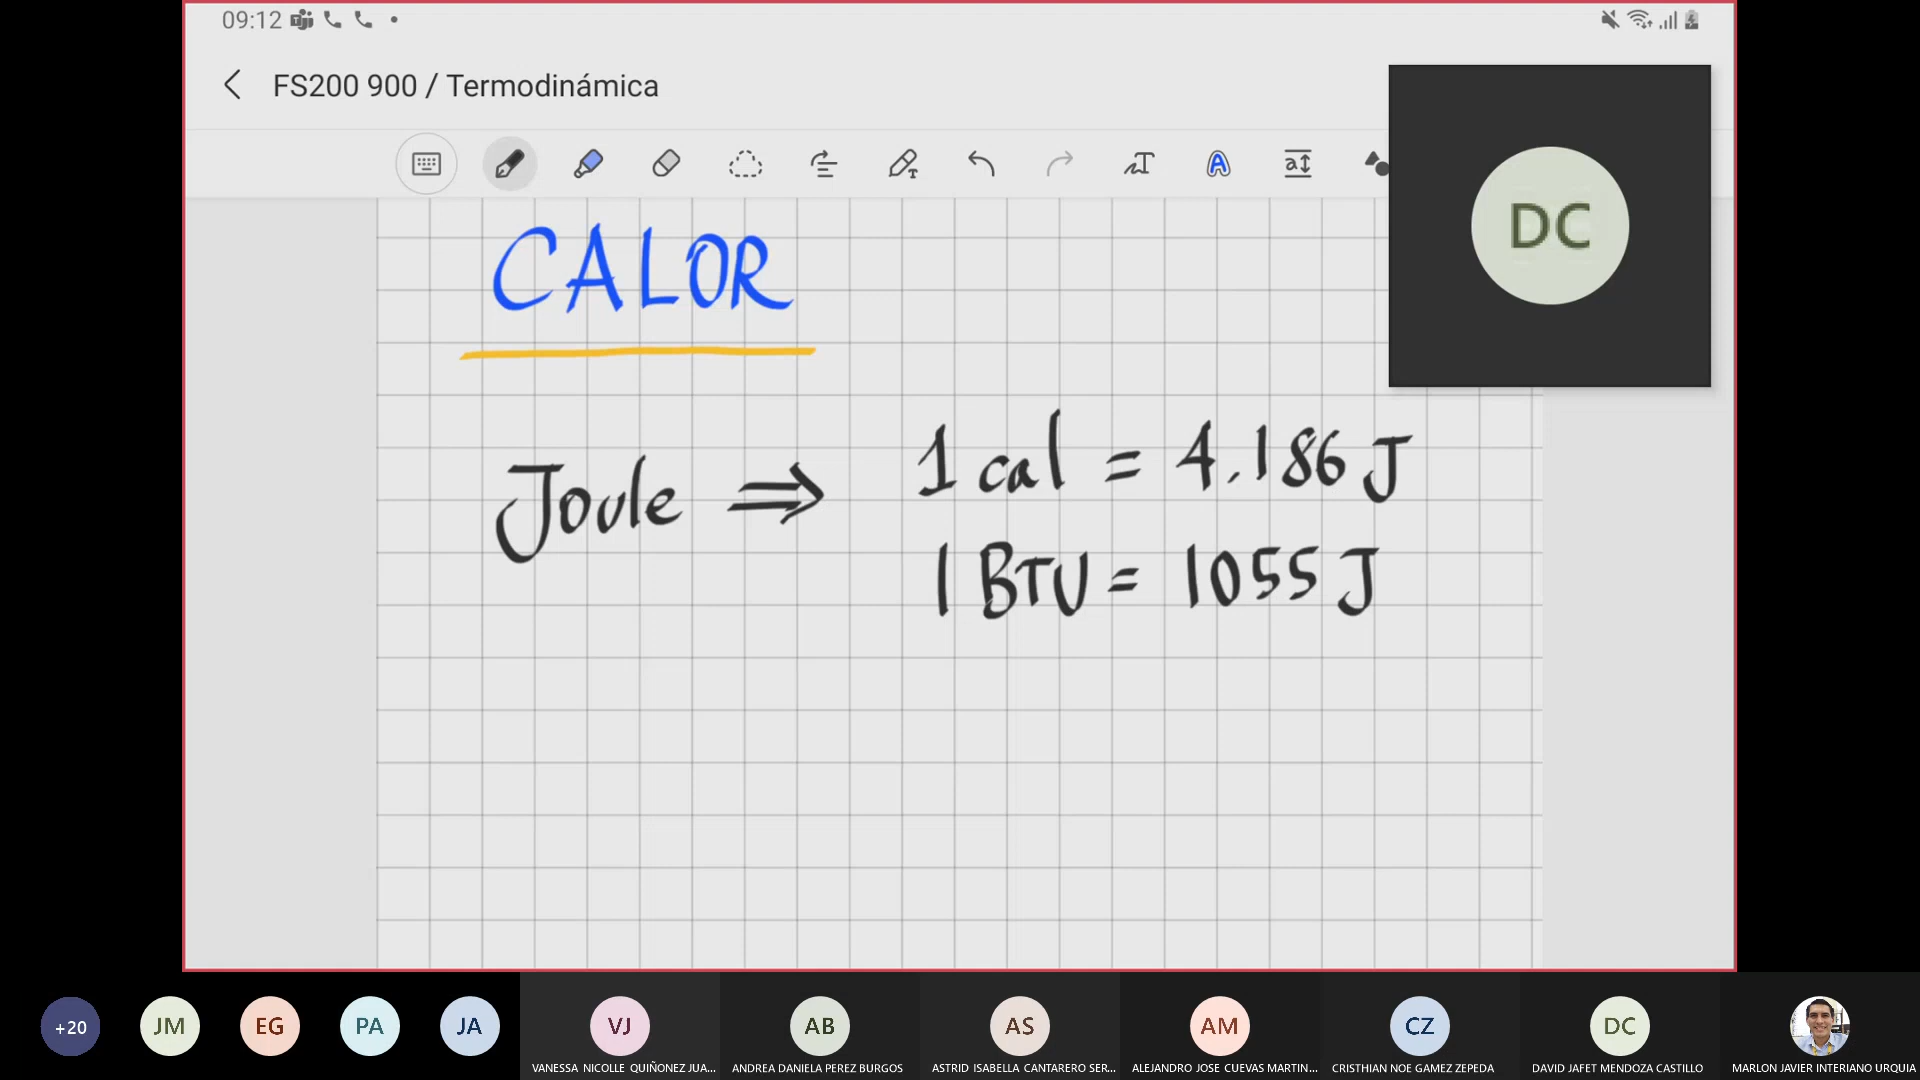 09:12
FS200 900 / Termodinámica
DC
CALOR
Joule ⇒ 1 cal = 4.186 J
1 BTU = 1055 J
+20
JM
EG
PA
JA
VJ
AB
AS
AM
CZ
DC
VANESSA NICOLLE QUIÑONEZ JUA...
ANDREA DANIELA PEREZ BURGOS
ASTRID ISABELLA CANTARERO SER...
ALEJANDRO JOSE CUEVAS MARTIN...
CRISTHIAN NOE GAMEZ ZEPEDA
DAVID JAFET MENDOZA CASTILLO
MARLON JAVIER INTERIANO URQUIA